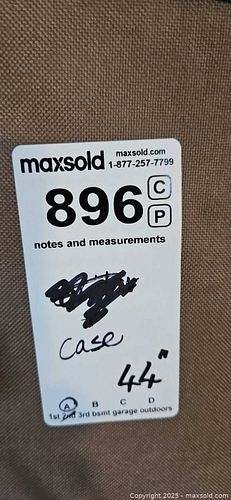 maxsold maxsold.com
1-877-257-7799
896 C
P
notes and measurements
case
44"
A B C D
1st 2nd 3rd bsmt garage outdoors
Copyright © 2025 - maxsold.com